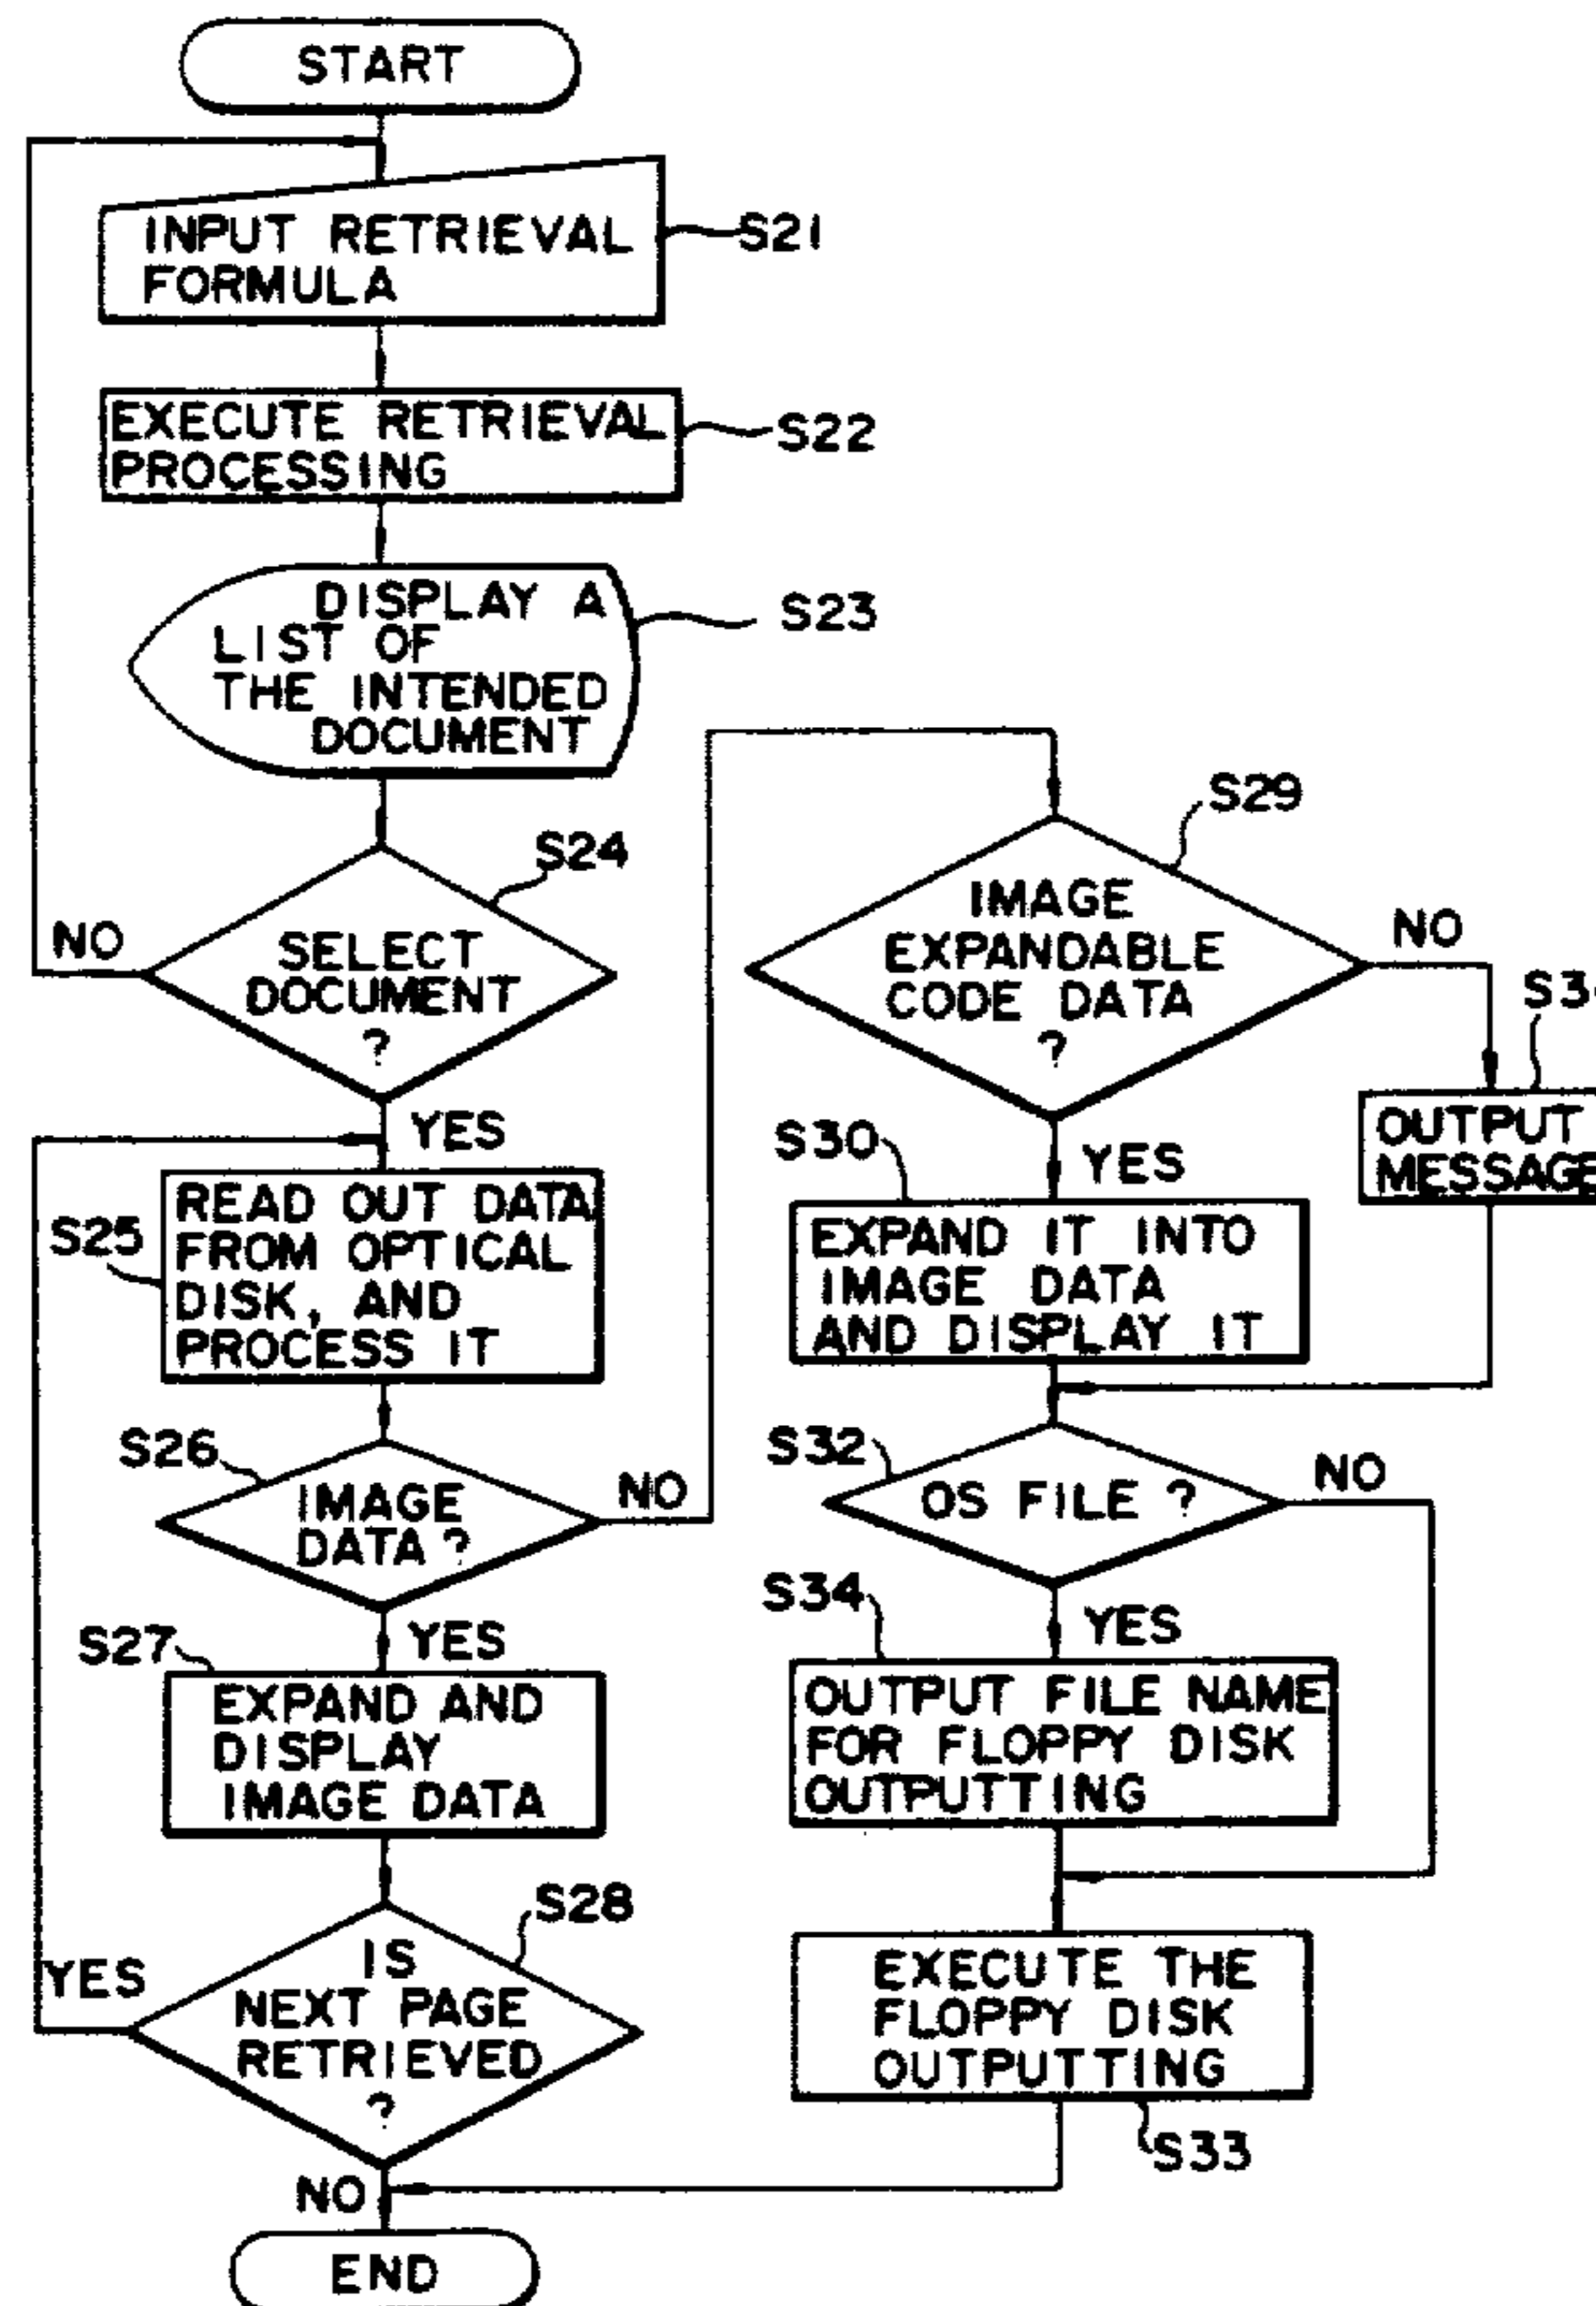 START
INPUT RETRIEVAL
FORMULA
S21
EXECUTE RETRIEVAL
PROCESSING
S22
DISPLAY A
LIST OF
THE INTENDED
DOCUMENT
S23
S24
SELECT
DOCUMENT
?
NO
YES
READ OUT DATA
FROM OPTICAL
DISK, AND
PROCESS IT
S25
S26
IMAGE
DATA ?
NO
YES
S27
EXPAND AND
DISPLAY
IMAGE DATA
S28
IS
NEXT PAGE
RETRIEVED
?
YES
NO
END
S29
IMAGE
EXPANDABLE
CODE DATA
?
NO
OUTPUT
MESSAGE
YES
S30
EXPAND IT INTO
IMAGE DATA
AND DISPLAY IT
S32
OS FILE ?
NO
YES
S34
OUTPUT FILE NAME
FOR FLOPPY DISK
OUTPUTTING
EXECUTE THE
FLOPPY DISK
OUTPUTTING
S33